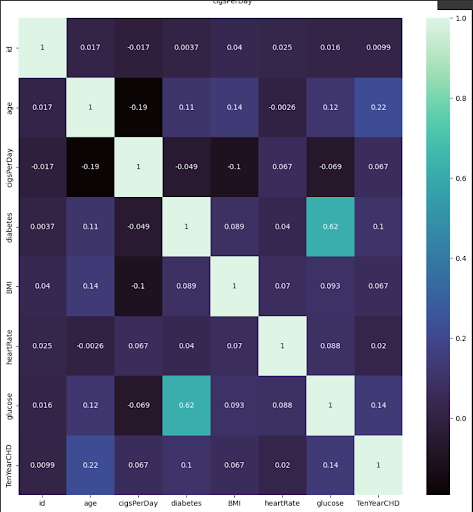 cigsPerDay
id 1 0.017 -0.017 0.0037 0.04 0.025 0.016 0.0099
age 0.017 1 -0.19 0.11 0.14 -0.0026 0.12 0.22
cigsPerDay -0.017 -0.19 1 -0.049 -0.1 0.067 -0.069 0.067
diabetes 0.0037 0.11 -0.049 1 0.089 0.04 0.62 0.1
BMI 0.04 0.14 -0.1 0.089 1 0.07 0.093 0.067
heartRate 0.025 -0.0026 0.067 0.04 0.07 1 0.088 0.02
glucose 0.016 0.12 -0.069 0.62 0.093 0.088 1 0.14
TenYearCHD 0.0099 0.22 0.067 0.1 0.067 0.02 0.14 1
id age cigsPerDay diabetes BMI heartRate glucose TenYearCHD
1.0
0.8
0.6
0.4
0.2
0.0